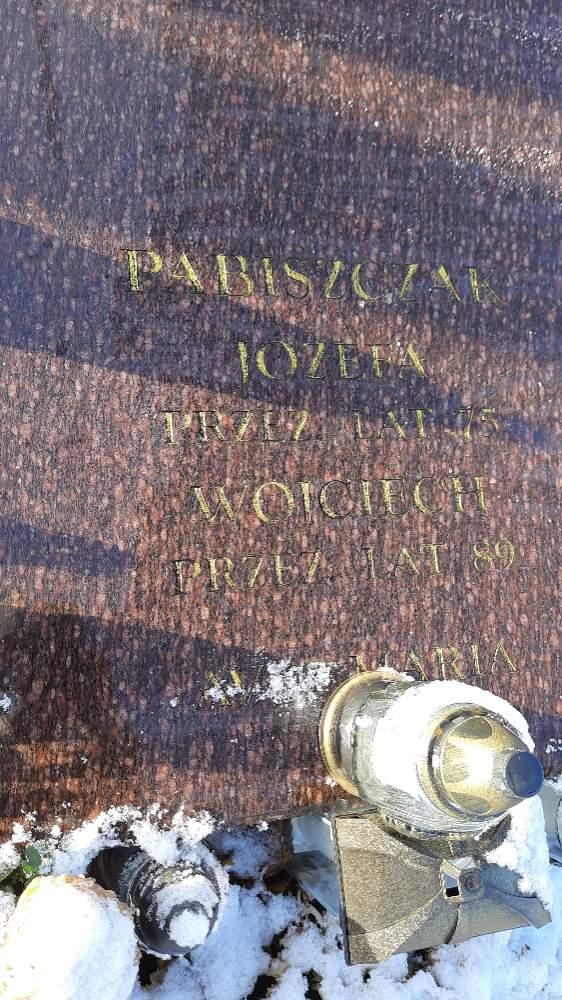 PABISZCZAK
JÓZEFA
PRZEŻ. LAT 75
WOJCIECH
PRZEŻ. LAT 89
MARIA